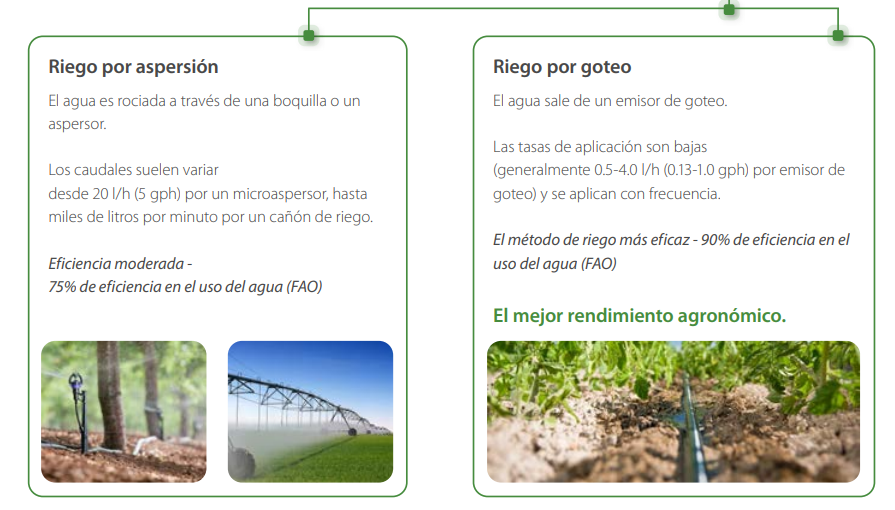 Riego por aspersión
El agua es rociada a través de una boquilla o un
aspersor.
Los caudales suelen variar
desde 20 l/h (5 gph) por un microaspersor, hasta
miles de litros por minuto por un cañón de riego.
Eficiencia moderada -
75% de eficiencia en el uso del agua (FAO)
Riego por goteo
El agua sale de un emisor de goteo.
Las tasas de aplicación son bajas
(generalmente 0.5-4.0 l/h (0.13-1.0 gph) por emisor de
goteo) y se aplican con frecuencia.
El método de riego más eficaz - 90% de eficiencia en el
uso del agua (FAO)
El mejor rendimiento agronómico.